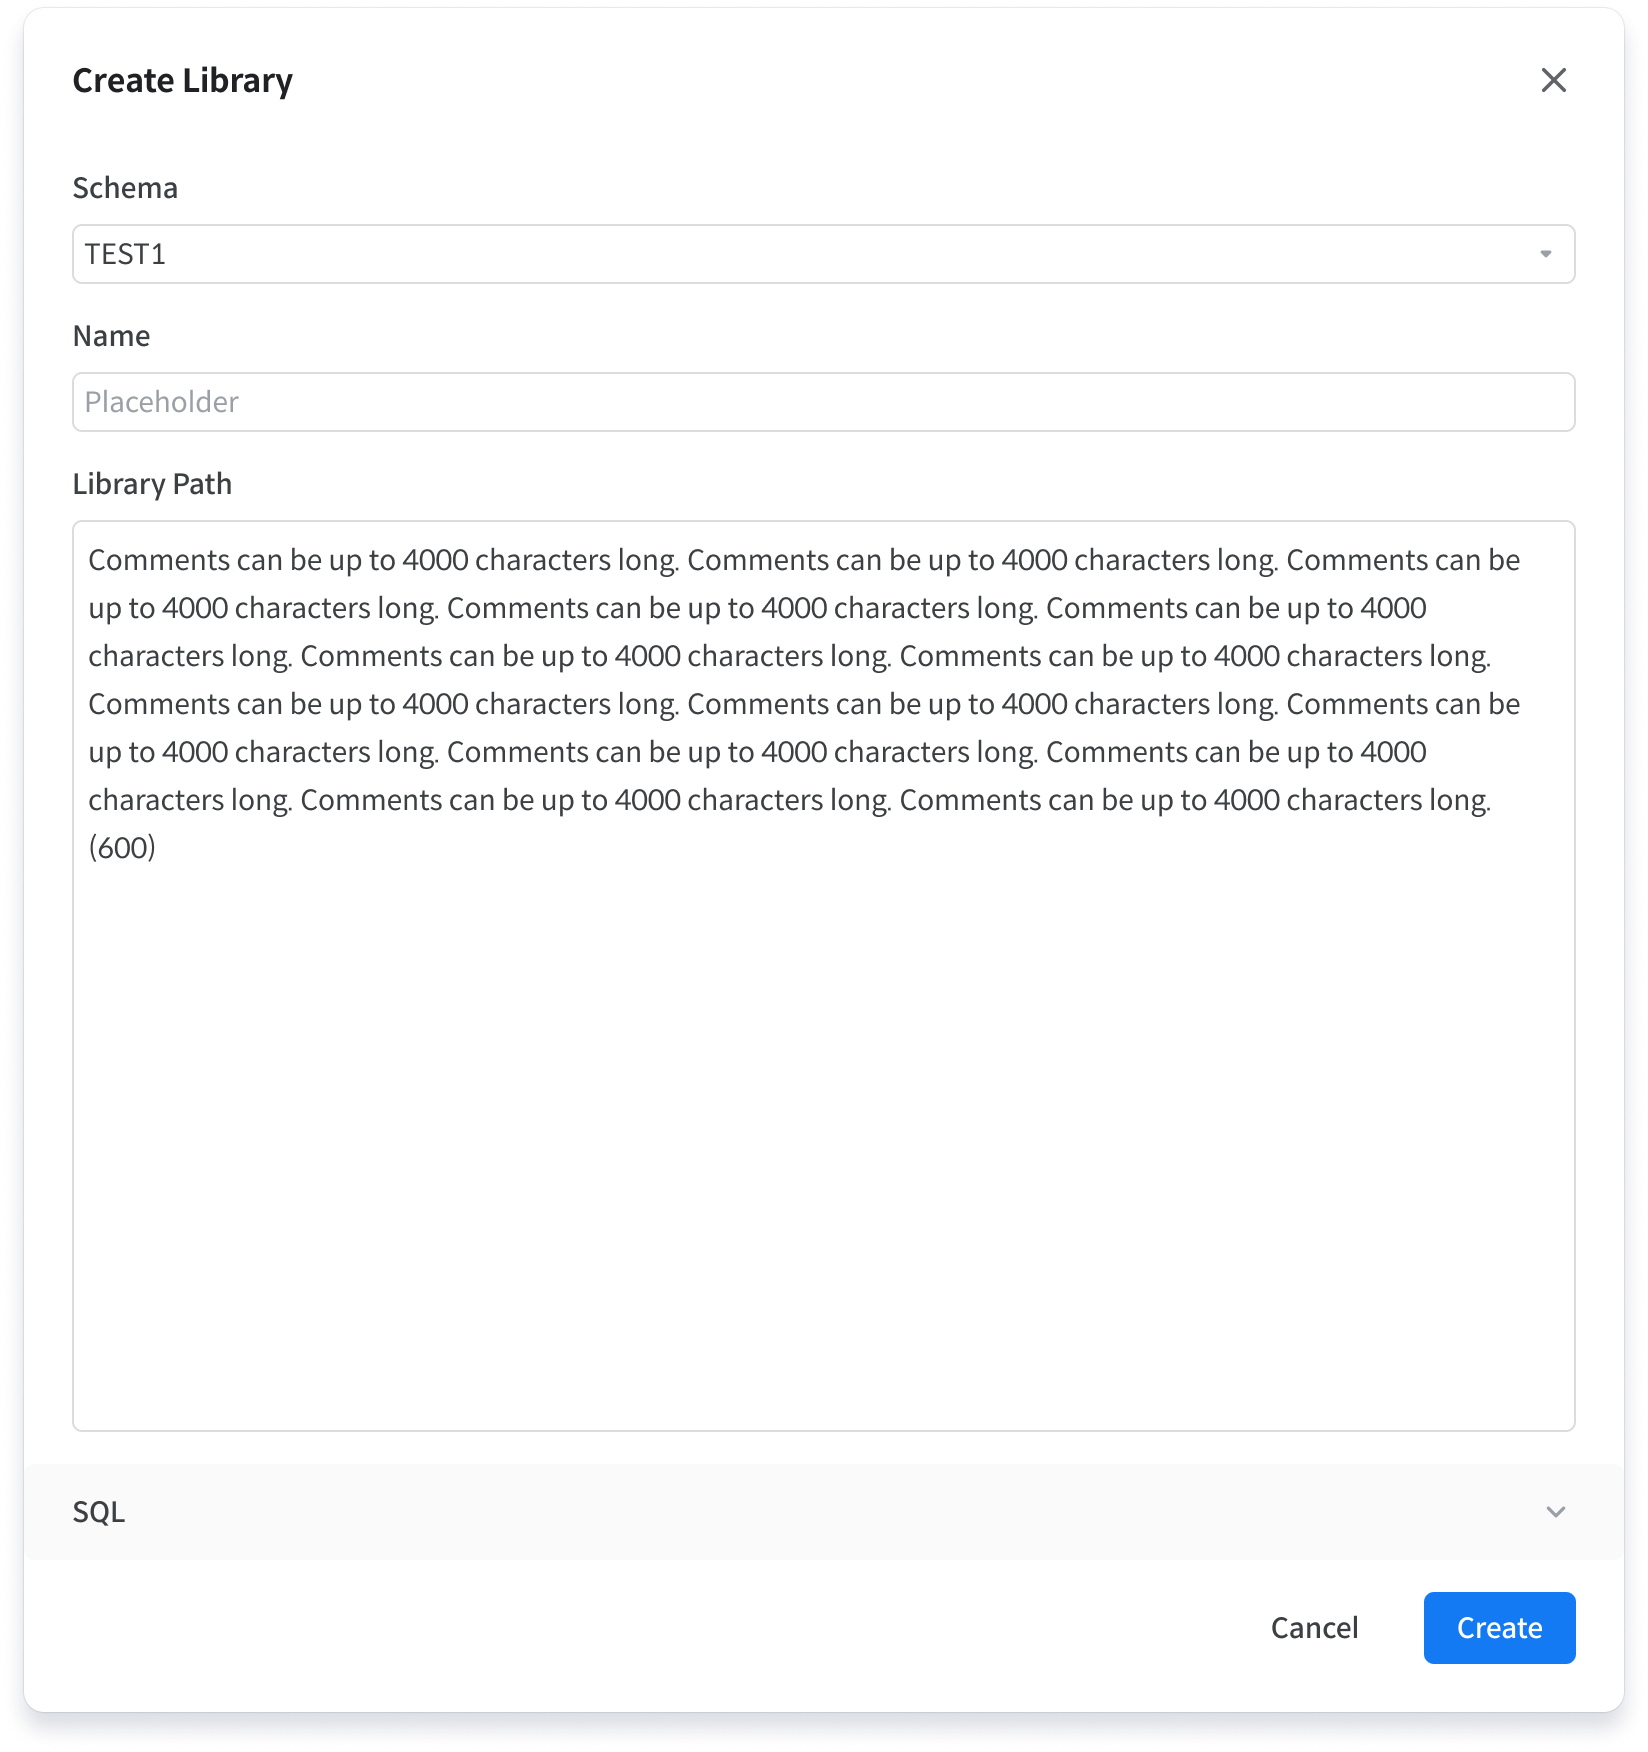 Create Library
Schema
TEST1
Name
Placeholder
Library Path
Comments can be up to 4000 characters long. Comments can be up to 4000 characters long. Comments can be
up to 4000 characters long. Comments can be up to 4000 characters long. Comments can be up to 4000
characters long. Comments can be up to 4000 characters long. Comments can be up to 4000 characters long.
Comments can be up to 4000 characters long. Comments can be up to 4000 characters long. Comments can be
up to 4000 characters long. Comments can be up to 4000 characters long. Comments can be up to 4000
characters long. Comments can be up to 4000 characters long. Comments can be up to 4000 characters long.
(600)
SQL
Cancel
Create